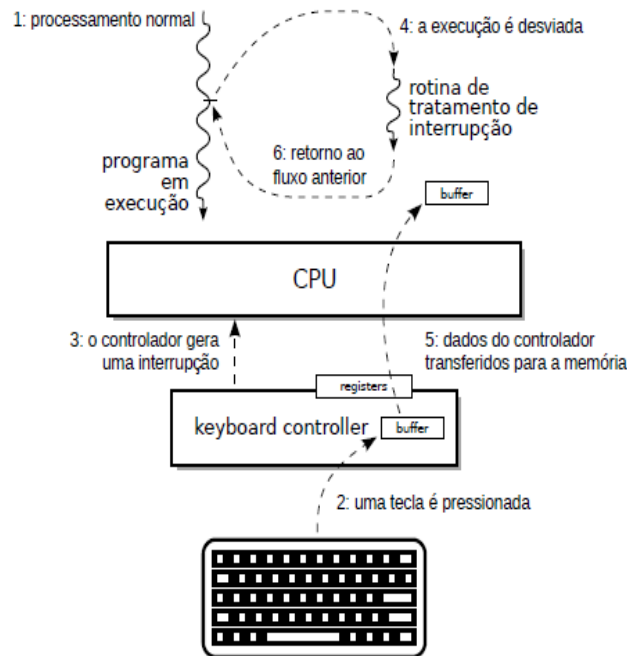 1: processamento normal
4: a execução é desviada
rotina de
tratamento de
interrupção
6: retorno ao
fluxo anterior
programa
em
execução
buffer
CPU
3: o controlador gera
uma interrupção
5: dados do controlador
transferidos para a memória
registers
keyboard controller
buffer
2: uma tecla é pressionada